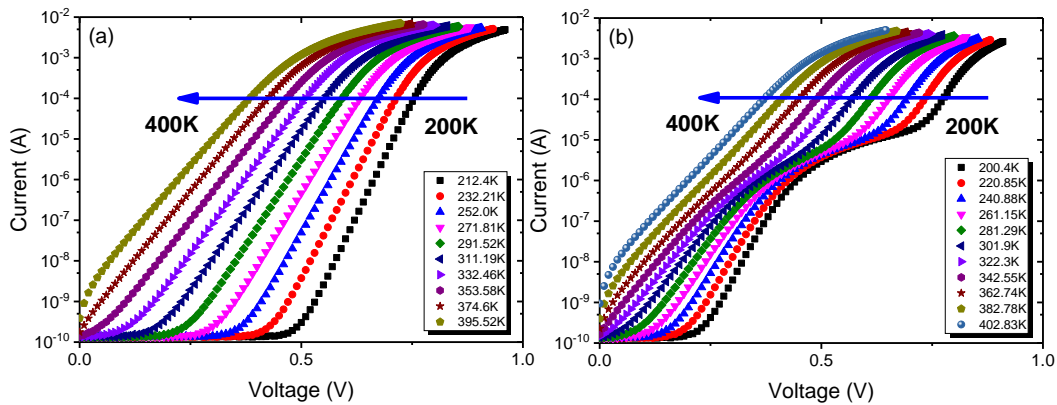 (a)
Current (A)
10⁻²
10⁻³
10⁻⁴
10⁻⁵
10⁻⁶
10⁻⁷
10⁻⁸
10⁻⁹
10⁻¹⁰
400K
200K
212.4K
232.21K
252.0K
271.81K
291.52K
311.19K
332.46K
353.58K
374.6K
395.52K
0.0
0.5
1.0
Voltage (V)
(b)
Current (A)
10⁻²
10⁻³
10⁻⁴
10⁻⁵
10⁻⁶
10⁻⁷
10⁻⁸
10⁻⁹
10⁻¹⁰
400K
200K
200.4K
220.85K
240.88K
261.15K
281.29K
301.9K
322.3K
342.55K
362.74K
382.78K
402.83K
0.0
0.5
1.0
Voltage (V)